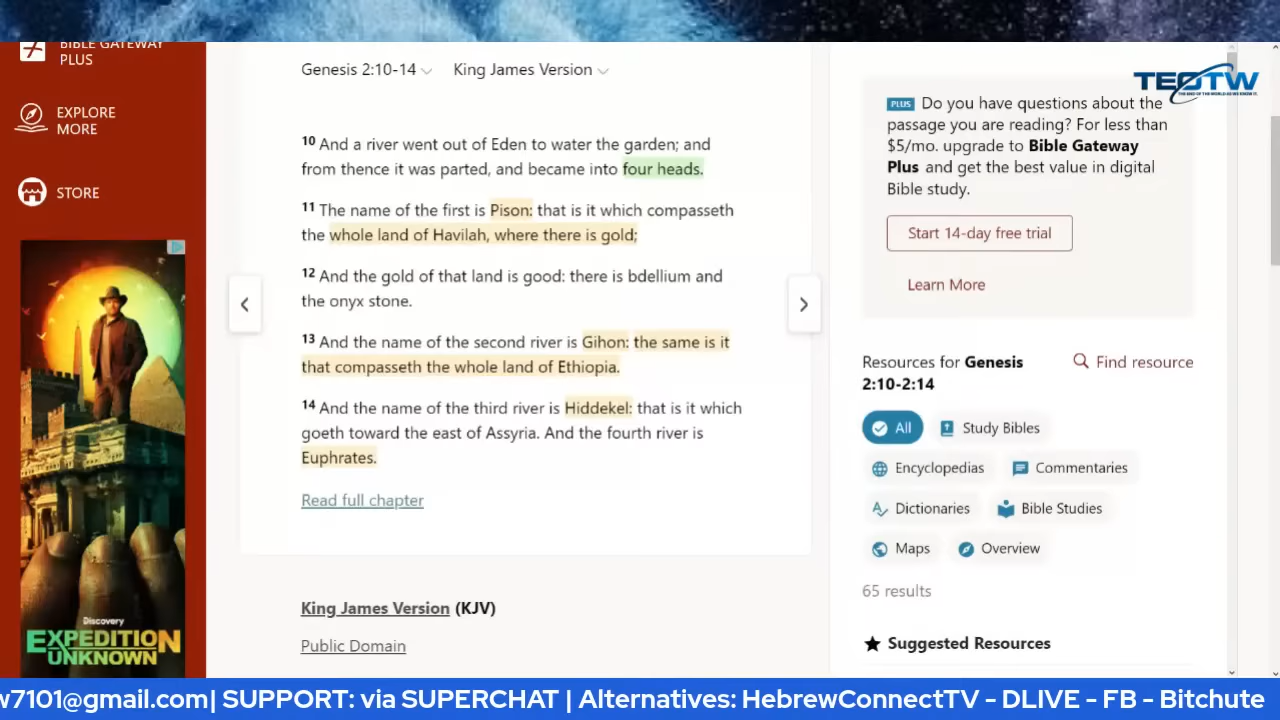 BIBLE GATEWAY
PLUS
EXPLORE
MORE
STORE
Discovery
EXPEDITION
UNKNOWN
Genesis 2:10-14 King James Version
10 And a river went out of Eden to water the garden; and
from thence it was parted, and became into four heads.
11 The name of the first is Pison: that is it which compasseth
the whole land of Havilah, where there is gold;
12 And the gold of that land is good: there is bdellium and
the onyx stone.
13 And the name of the second river is Gihon: the same is it
that compasseth the whole land of Ethiopia.
14 And the name of the third river is Hiddekel: that is it which
goeth toward the east of Assyria. And the fourth river is
Euphrates.
Read full chapter
King James Version (KJV)
Public Domain
TEOTW
THE END OF THE WORLD AS WE KNOW IT.
PLUS Do you have questions about the
passage you are reading? For less than
$5/mo. upgrade to Bible Gateway
Plus and get the best value in digital
Bible study.
Start 14-day free trial
Learn More
Resources for Genesis
2:10-2:14
Find resource
All
Study Bibles
Encyclopedias
Commentaries
Dictionaries
Bible Studies
Maps
Overview
65 results
Suggested Resources
w7101@gmail.com| SUPPORT: via SUPERCHAT | Alternatives: HebrewConnectTV - DLIVE - FB - Bitchute